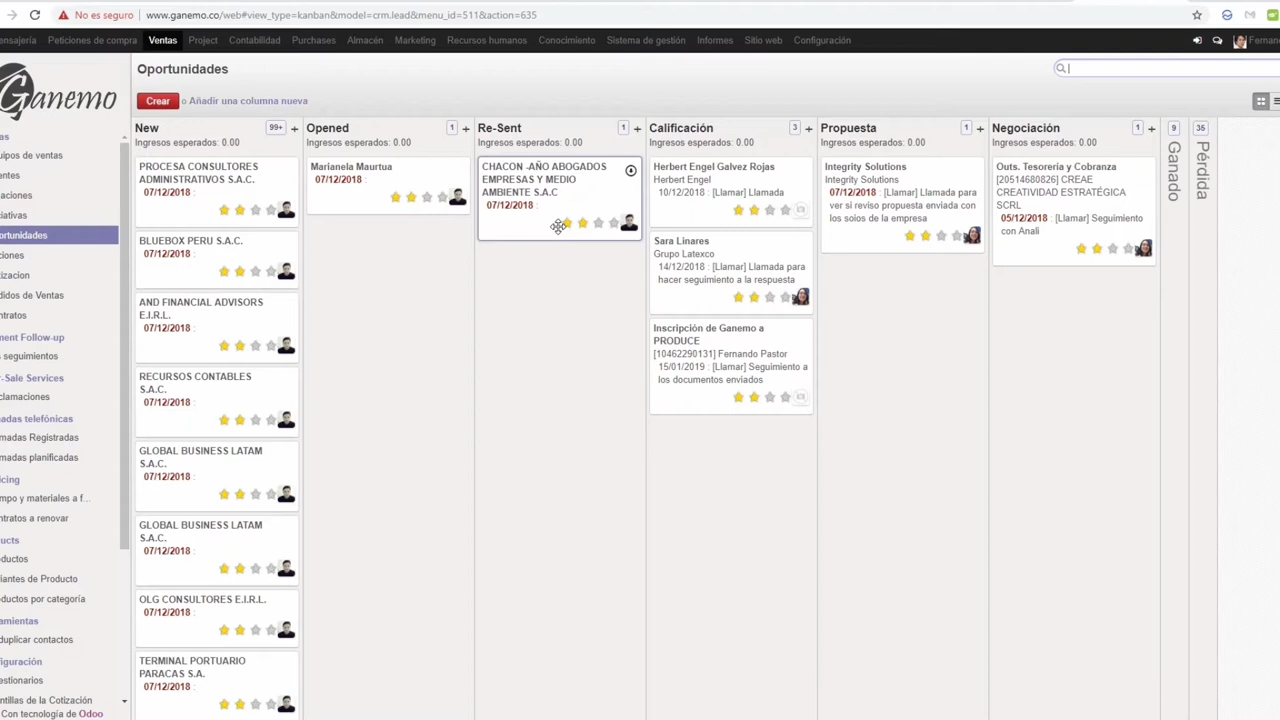 No es seguro | www.ganemo.co/web#view_type=kanban&model=crm.lead&menu_id=511&action=635
ensajería Peticiones de compra Ventas Project Contabilidad Purchases Almacén Marketing Recursos humanos Conocimiento Sistema de gestión Informes Sitio web Configuración Fernan
Ganemo
as
quipos de ventas
entes
aciones
iciativas
ortunidades
ciones
tizacion
didos de Ventas
ntratos
ment Follow-up
s seguimientos
r-Sale Services
clamaciones
adas telefónicas
madas Registradas
madas planificadas
icing
mpo y materiales a f...
ntratos a renovar
ucts
oductos
iantes de Producto
oductos por categoría
amientas
duplicar contactos
figuración
estionarios
ntillas de la Cotización
Con tecnología de Odoo
Oportunidades
Crear o Añadir una columna nueva
New 99+ +
Ingresos esperados: 0.00
PROCESA CONSULTORES
ADMINISTRATIVOS S.A.C.
07/12/2018 :
BLUEBOX PERU S.A.C.
07/12/2018 :
AND FINANCIAL ADVISORS
E.I.R.L.
07/12/2018 :
RECURSOS CONTABLES
S.A.C.
07/12/2018 :
GLOBAL BUSINESS LATAM
S.A.C.
07/12/2018 :
GLOBAL BUSINESS LATAM
S.A.C.
07/12/2018 :
OLG CONSULTORES E.I.R.L.
07/12/2018 :
TERMINAL PORTUARIO
PARACAS S.A.
07/12/2018 :
Opened 1 +
Ingresos esperados: 0.00
Marianela Maurtua
07/12/2018 :
Re-Sent 1 +
Ingresos esperados: 0.00
CHACON -AÑO ABOGADOS
EMPRESAS Y MEDIO
AMBIENTE S.A.C
07/12/2018 :
Calificación 3 +
Ingresos esperados: 0.00
Herbert Engel Galvez Rojas
Herbert Engel
10/12/2018 : [Llamar] Llamada
Sara Linares
Grupo Latexco
14/12/2018 : [Llamar] Llamada para
hacer seguimiento a la respuesta
Inscripción de Ganemo a
PRODUCE
[10462290131] Fernando Pastor
15/01/2019 : [Llamar] Seguimiento a
los documentos enviados
Propuesta 1 +
Ingresos esperados: 0.00
Integrity Solutions
Integrity Solutions
07/12/2018 : [Llamar] Llamada para
ver si reviso propuesta enviada con
los soios de la empresa
Negociación 1 +
Ingresos esperados: 0.00
Outs. Tesorería y Cobranza
[20514680826] CREAE
CREATIVIDAD ESTRATÉGICA
SCRL
05/12/2018 : [Llamar] Seguimiento
con Anali
9
Ganado
35
Pérdida